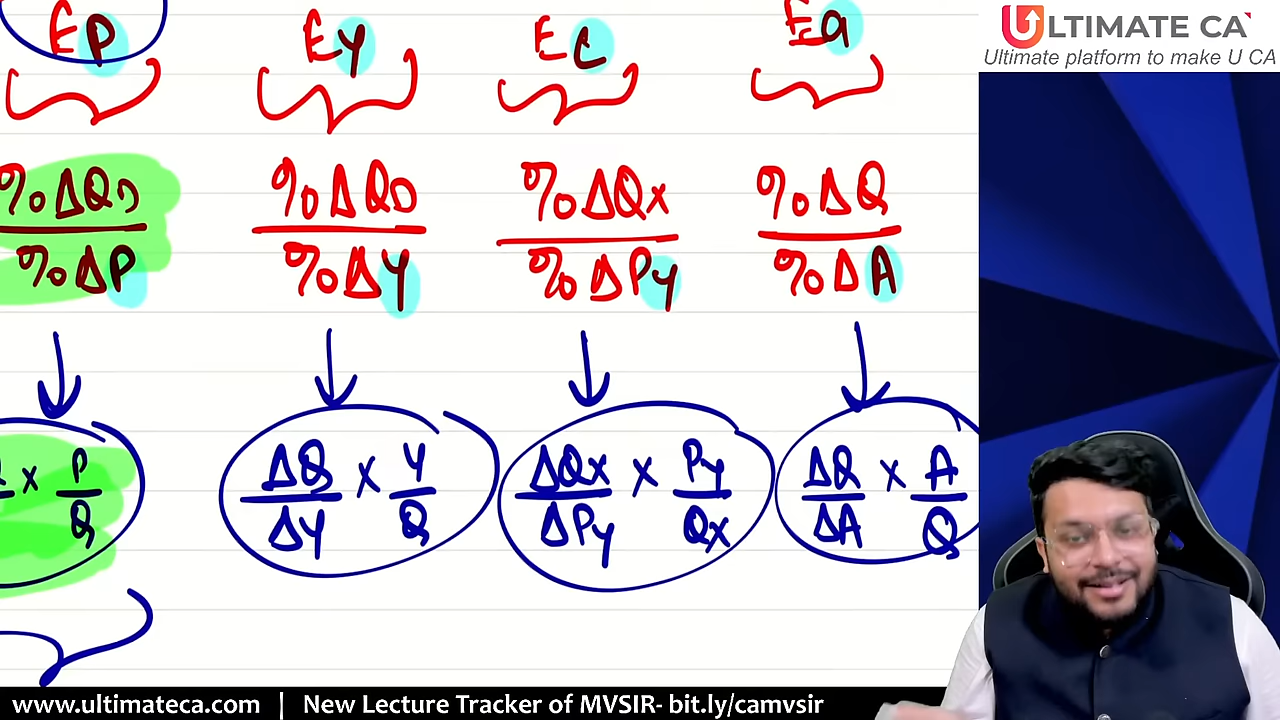 Ep Ey Ec Ea
ULTIMATE CA
Ultimate platform to make U CA
%ΔQD %ΔQD %ΔQx %ΔQ
%ΔP %ΔY %ΔPy %ΔA
× P ΔQ × Y ΔQx × Py ΔQ × A
Q ΔY Q ΔPy Qx ΔA Q
www.ultimateca.com | New Lecture Tracker of MVSIR- bit.ly/camvsir